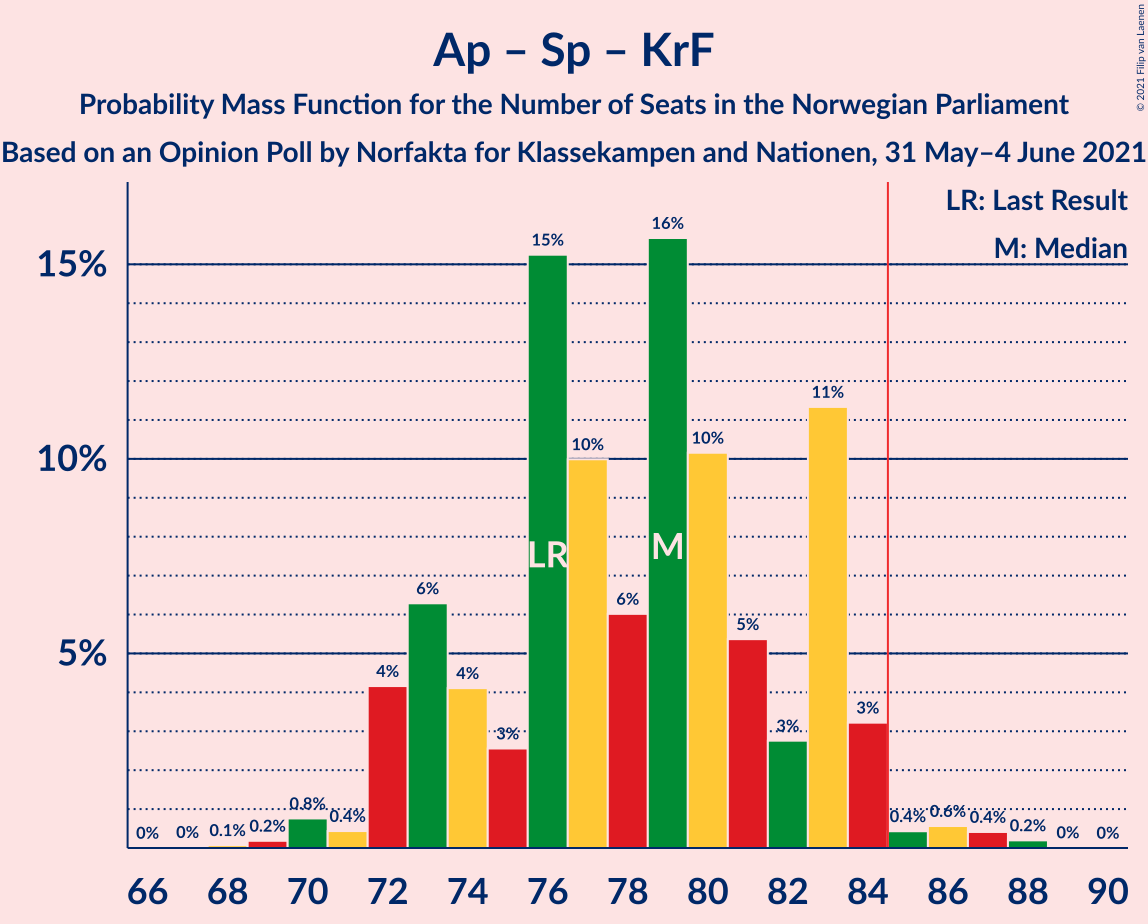 Ap – Sp – KrF
Probability Mass Function for the Number of Seats in the Norwegian Parliament
Based on an Opinion Poll by Norfakta for Klassekampen and Nationen, 31 May–4 June 2021
© 2021 Filip van Laenen
LR: Last Result
M: Median
15%
10%
5%
0% 0% 0.1% 0.2% 0.8% 0.4% 4% 6% 4% 3% 15% 10% 6% 16% 10% 5% 3% 11% 3% 0.4% 0.6% 0.4% 0.2% 0% 0%
LR M
66 68 70 72 74 76 78 80 82 84 86 88 90